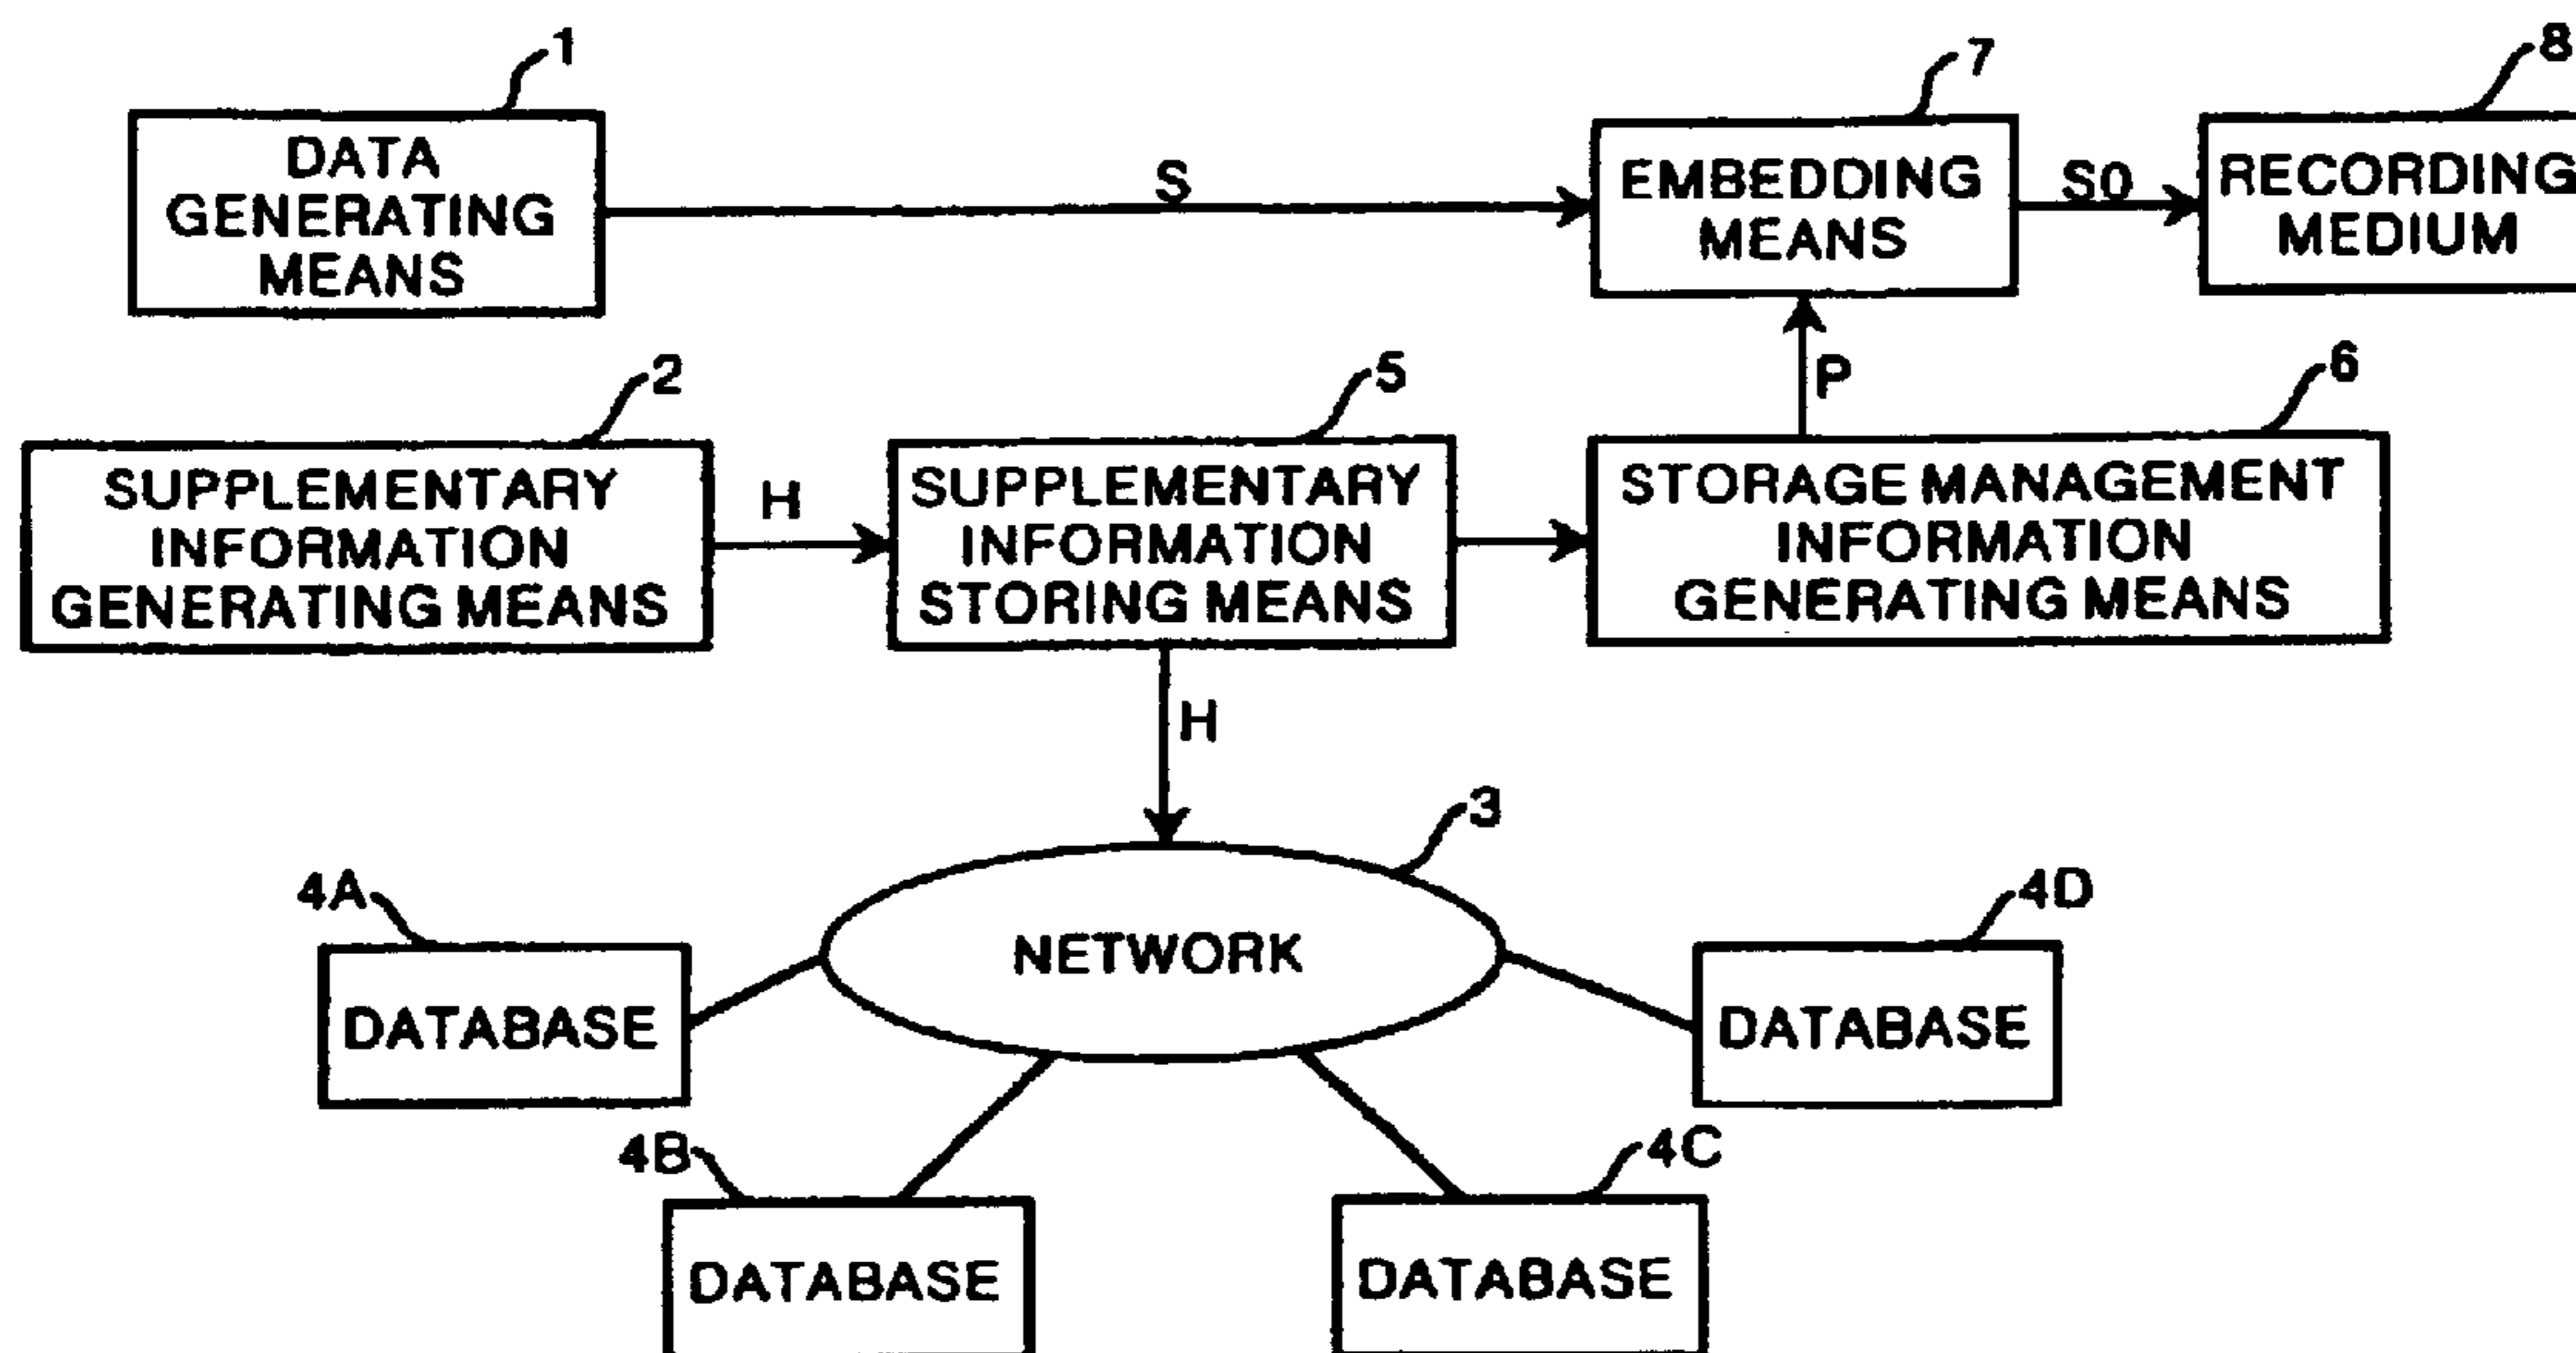 1
7
8
DATA
GENERATING
MEANS
S
EMBEDDING
MEANS
S0
RECORDING
MEDIUM
2
5
P
6
SUPPLEMENTARY
INFORMATION
GENERATING MEANS
H
SUPPLEMENTARY
INFORMATION
STORING MEANS
STORAGE MANAGEMENT
INFORMATION
GENERATING MEANS
H
3
4A
4D
NETWORK
DATABASE
DATABASE
4B
4C
DATABASE
DATABASE